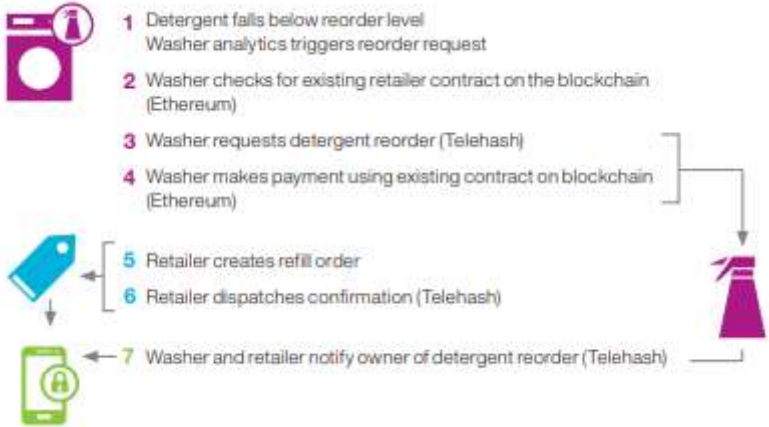 1 Detergent falls below reorder level
Washer analytics triggers reorder request
2 Washer checks for existing retailer contract on the blockchain
(Ethereum)
3 Washer requests detergent reorder (Telehash)
4 Washer makes payment using existing contract on blockchain
(Ethereum)
5 Retailer creates refill order
6 Retailer dispatches confirmation (Telehash)
7 Washer and retailer notify owner of detergent reorder (Telehash)